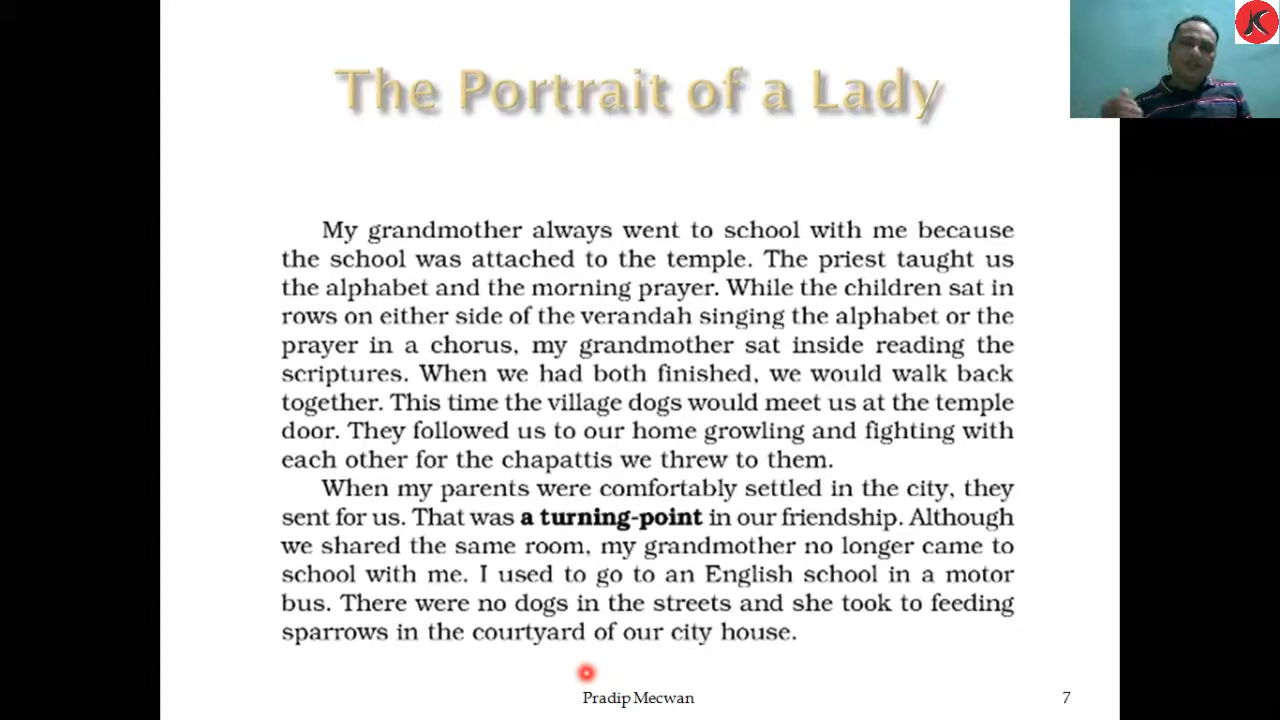 The Portrait of a Lady
My grandmother always went to school with me because
the school was attached to the temple. The priest taught us
the alphabet and the morning prayer. While the children sat in
rows on either side of the verandah singing the alphabet or the
prayer in a chorus, my grandmother sat inside reading the
scriptures. When we had both finished, we would walk back
together. This time the village dogs would meet us at the temple
door. They followed us to our home growling and fighting with
each other for the chapattis we threw to them.
When my parents were comfortably settled in the city, they
sent for us. That was a turning-point in our friendship. Although
we shared the same room, my grandmother no longer came to
school with me. I used to go to an English school in a motor
bus. There were no dogs in the streets and she took to feeding
sparrows in the courtyard of our city house.
Pradip Mecwan
7
K